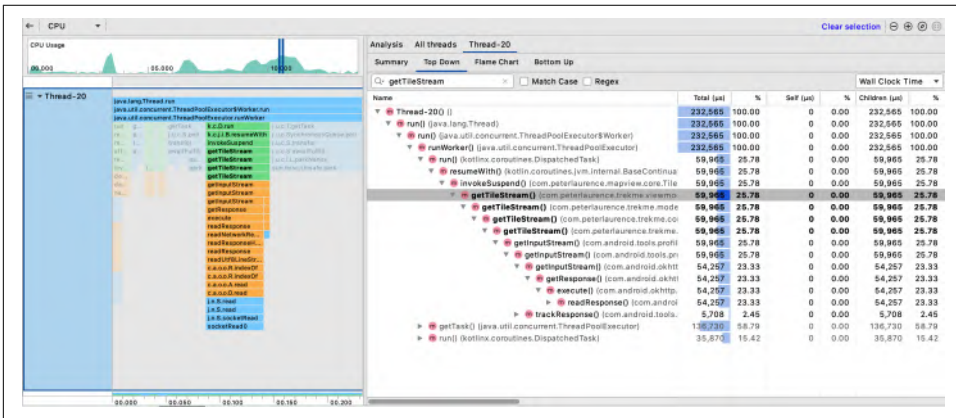 CPU
Clear selection
CPU Usage
00.000
05.000
10.000
Thread-20
java.lang.Thread.run
java.util.concurrent.ThreadPoolExecutor$Worker.run
java.util.concurrent.ThreadPoolExecutor.runWorker
getTask
k.c.D.run
k.c.j.i.B.resumeWith
invokeSuspend
getTileStream
getTileStream
getTileStream
getTileStream
getInputStream
getInputStream
getInputStream
getResponse
execute
readResponse
readNetworkRe...
readResponseH...
readResponse
readUtf8LineStr...
c.a.o.o.R.indexOf
c.a.o.o.R.indexOf
c.a.o.o.A.read
c.a.o.o.D.read
j.n.S.read
j.n.S.read
j.n.S.socketRead
socketRead0
00.000
00.050
00.100
00.150
00.200
Analysis All threads Thread-20
Summary Top Down Flame Chart Bottom Up
getTileStream Match Case Regex Wall Clock Time
Name Total (µs) % Self (µs) % Children (µs) %
Thread-20() () 232,565 100.00 0 0.00 232,565 100.00
run() (java.lang.Thread) 232,565 100.00 0 0.00 232,565 100.00
run() (java.util.concurrent.ThreadPoolExecutor$Worker) 232,565 100.00 0 0.00 232,565 100.00
runWorker() (java.util.concurrent.ThreadPoolExecutor) 232,565 100.00 0 0.00 232,565 100.00
run() (kotlinx.coroutines.DispatchedTask) 59,965 25.78 0 0.00 59,965 25.78
resumeWith() (kotlin.coroutines.jvm.internal.BaseContinua 59,965 25.78 0 0.00 59,965 25.78
invokeSuspend() (com.peterlaurence.mapview.core.Tile 59,965 25.78 0 0.00 59,965 25.78
getTileStream() (com.peterlaurence.trekme.viewmo 59,965 25.78 0 0.00 59,965 25.78
getTileStream() (com.peterlaurence.trekme.mode 59,965 25.78 0 0.00 59,965 25.78
getTileStream() (com.peterlaurence.trekme.co 59,965 25.78 0 0.00 59,965 25.78
getTileStream() (com.peterlaurence.trekme. 59,965 25.78 0 0.00 59,965 25.78
getInputStream() (com.android.tools.profil 59,965 25.78 0 0.00 59,965 25.78
getInputStream() (com.android.tools.pr 59,965 25.78 0 0.00 59,965 25.78
getInputStream() (com.android.okhtt 54,257 23.33 0 0.00 54,257 23.33
getResponse() (com.android.okht 54,257 23.33 0 0.00 54,257 23.33
execute() (com.android.okhttp. 54,257 23.33 0 0.00 54,257 23.33
readResponse() (com.androi 54,257 23.33 0 0.00 54,257 23.33
trackResponse() (com.android.tools. 5,708 2.45 0 0.00 5,708 2.45
getTask() (java.util.concurrent.ThreadPoolExecutor) 136,730 58.79 0 0.00 136,730 58.79
run() (kotlinx.coroutines.DispatchedTask) 35,870 15.42 0 0.00 35,870 15.42